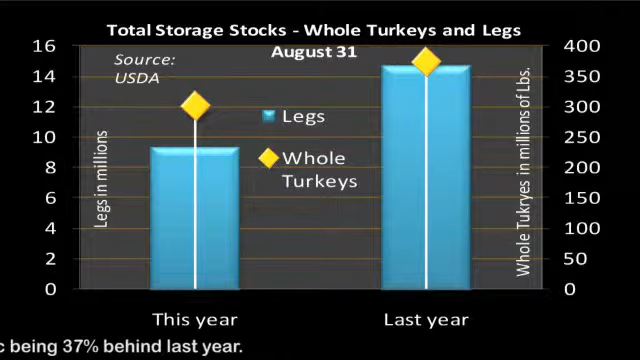 Total Storage Stocks - Whole Turkeys and Legs
August 31
Source:
USDA
16
14
12
10
8
6
4
2
0
Legs in millions
Legs
Whole
Turkeys
400
350
300
250
200
150
100
50
0
Whole Tukryes in millions of Lbs.
This year
Last year
c being 37% behind last year.